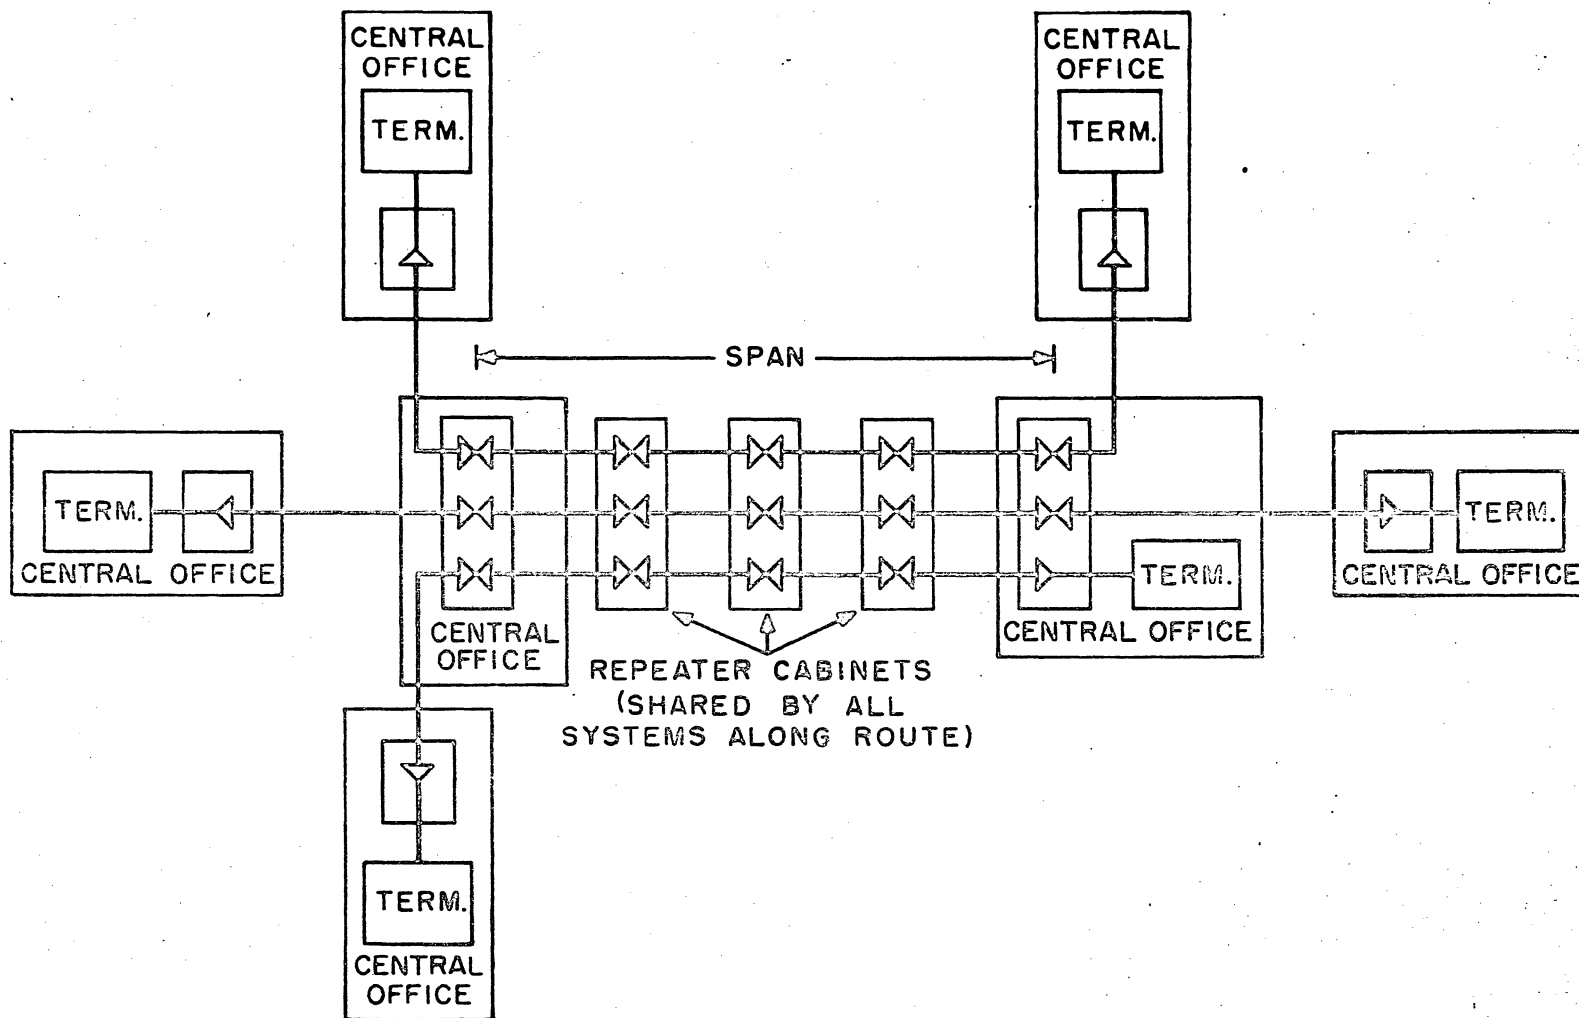 CENTRAL
OFFICE
TERM.
CENTRAL
OFFICE
TERM.
SPAN
TERM.
CENTRAL OFFICE
CENTRAL
OFFICE
TERM.
CENTRAL OFFICE
TERM.
CENTRAL OFFICE
REPEATER CABINETS
(SHARED BY ALL
SYSTEMS ALONG ROUTE)
TERM.
CENTRAL
OFFICE